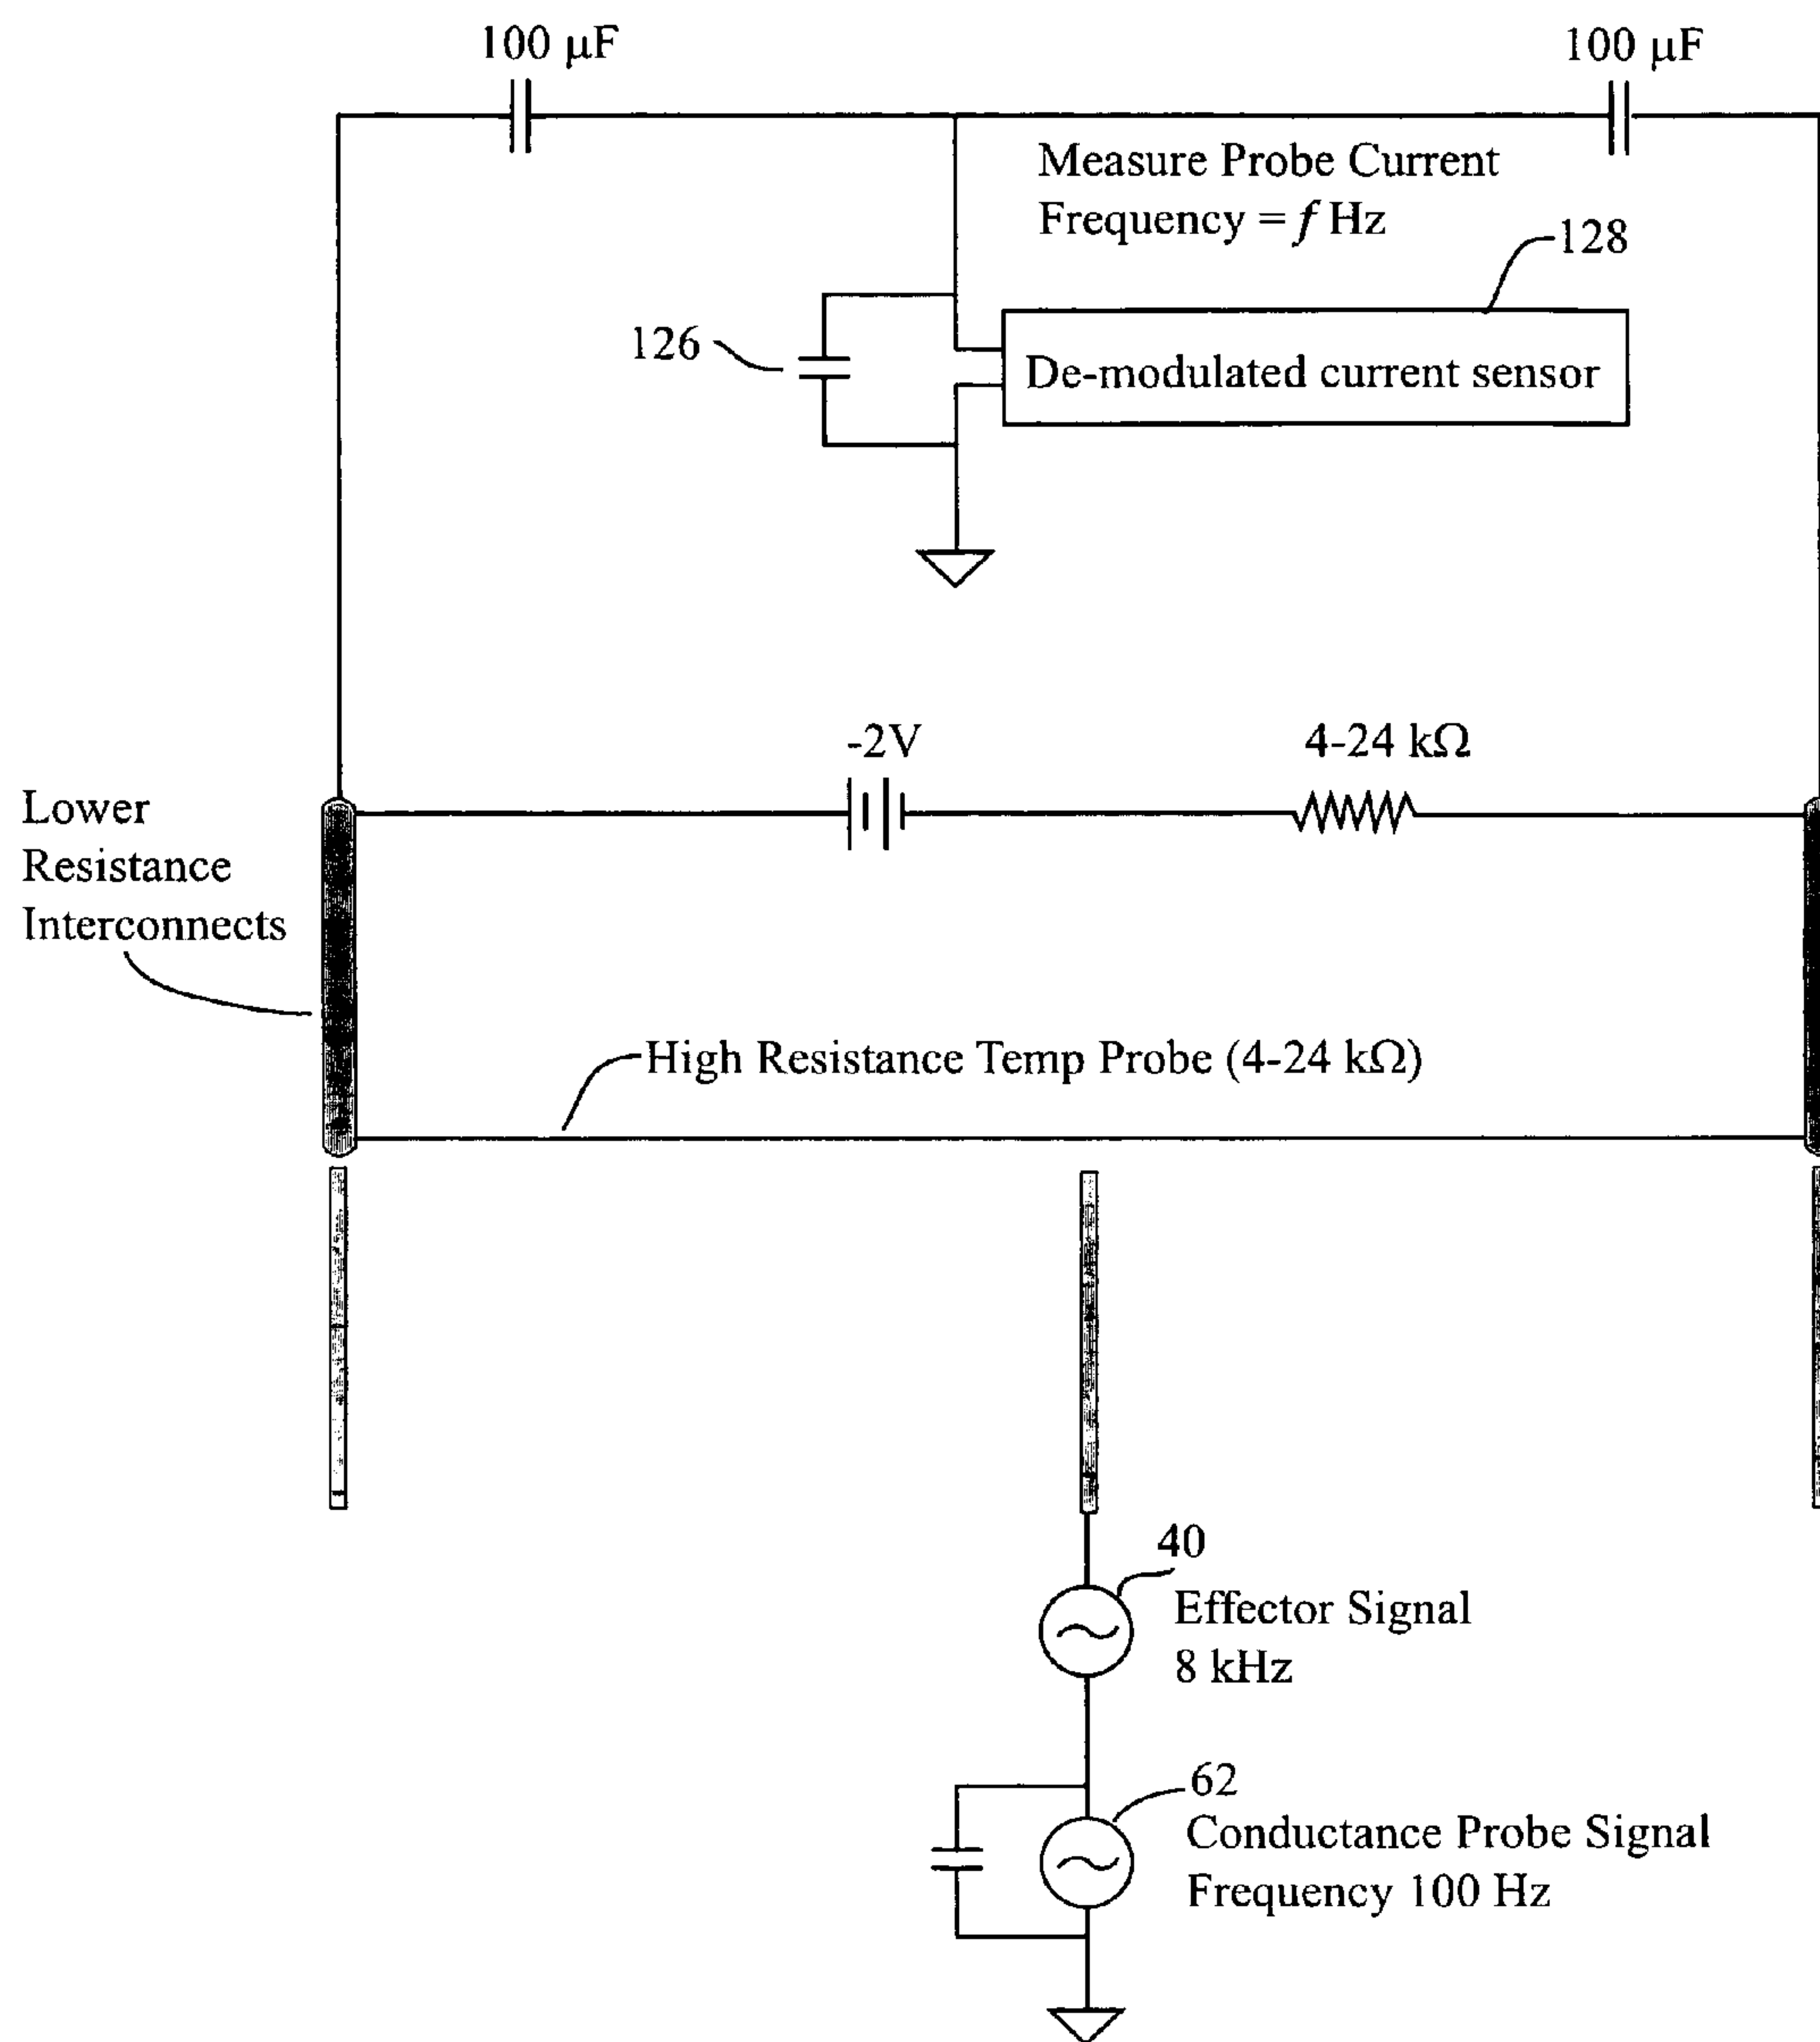 100 µF
100 µF
Measure Probe Current
Frequency = f Hz
128
126
De-modulated current sensor
-2V
4-24 kΩ
Lower
Resistance
Interconnects
High Resistance Temp Probe (4-24 kΩ)
40
Effector Signal
8 kHz
62
Conductance Probe Signal
Frequency 100 Hz